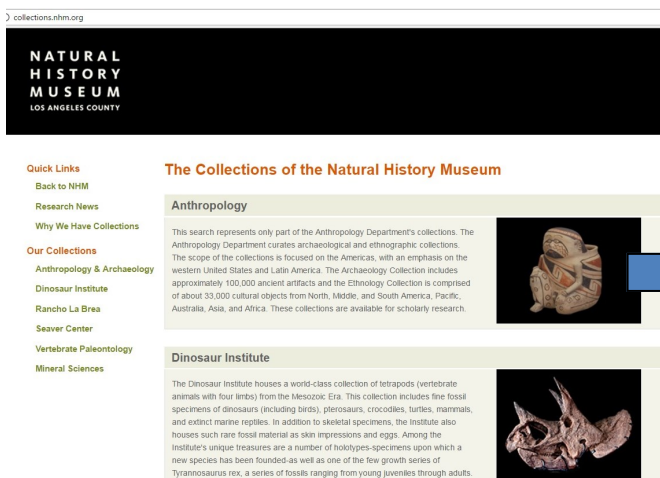 collections.nhm.org
NATURAL
HISTORY
MUSEUM
LOS ANGELES COUNTY
Quick Links
Back to NHM
Research News
Why We Have Collections
Our Collections
Anthropology & Archaeology
Dinosaur Institute
Rancho La Brea
Seaver Center
Vertebrate Paleontology
Mineral Sciences
The Collections of the Natural History Museum
Anthropology
This search represents only part of the Anthropology Department's collections. The
Anthropology Department curates archaeological and ethnographic collections.
The scope of the collections is focused on the Americas, with an emphasis on the
western United States and Latin America. The Archaeology Collection includes
approximately 100,000 ancient artifacts and the Ethnology Collection is comprised
of about 33,000 cultural objects from North, Middle, and South America, Pacific,
Australia, Asia, and Africa. These collections are available for scholarly research.
Dinosaur Institute
The Dinosaur Institute houses a world-class collection of tetrapods (vertebrate
animals with four limbs) from the Mesozoic Era. This collection includes fine fossil
specimens of dinosaurs (including birds), pterosaurs, crocodiles, turtles, mammals,
and extinct marine reptiles. In addition to skeletal specimens, the Institute also
houses such rare fossil material as skin impressions and eggs. Among the
Institute's unique treasures are a number of holotypes-specimens upon which a
new species has been founded-as well as one of the few growth series of
Tyrannosaurus rex, a series of fossils ranging from young juveniles through adults.